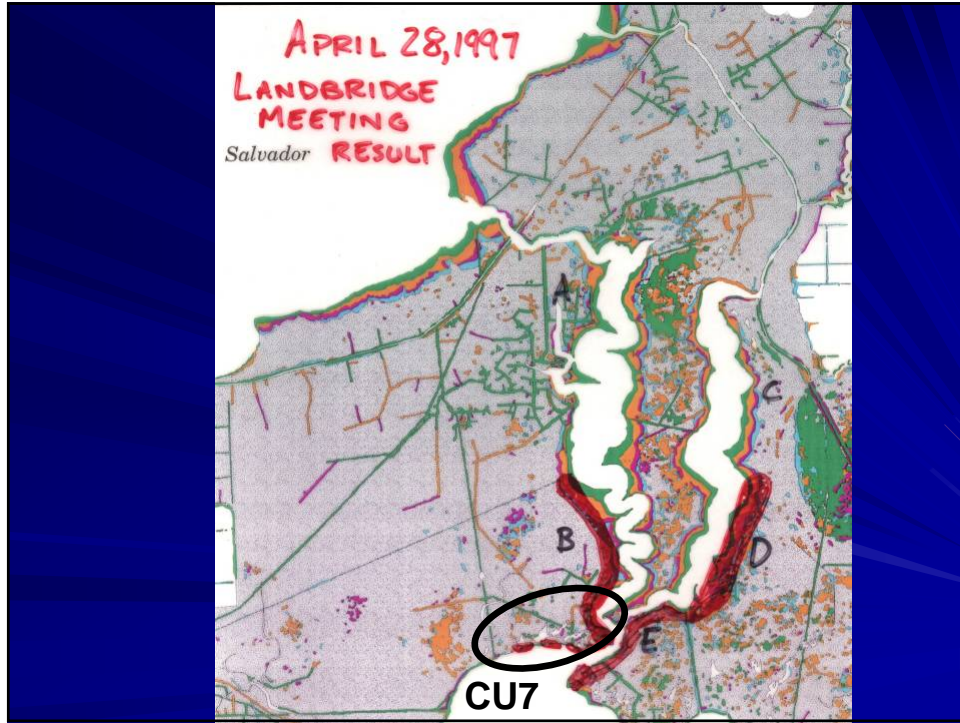 APRIL 28, 1997
LANDBRIDGE
MEETING
Salvador RESULT
A
C
B
D
E
CU7